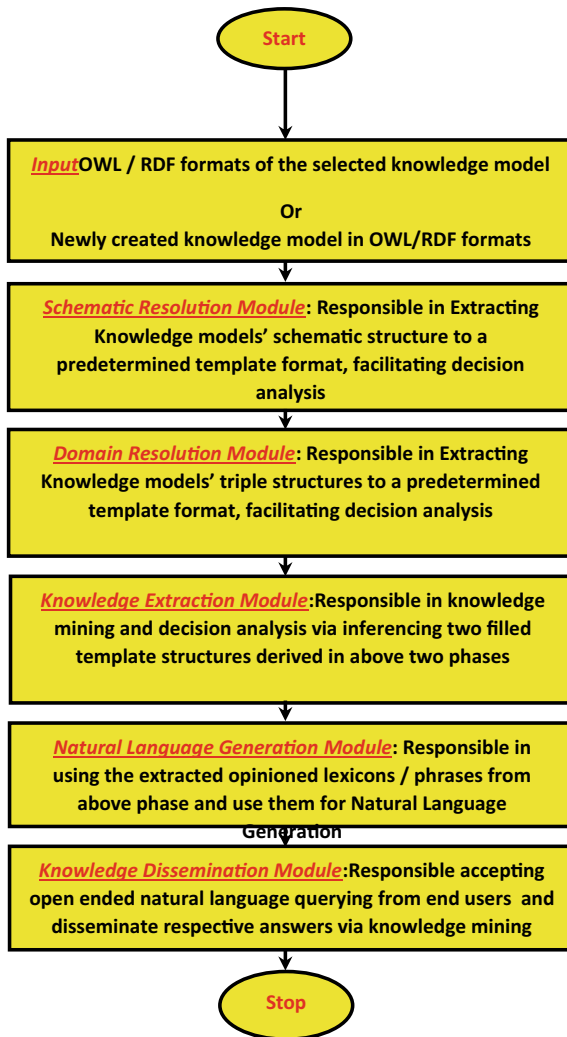 Start
InputOWL / RDF formats of the selected knowledge model
Or
Newly created knowledge model in OWL/RDF formats
Schematic Resolution Module: Responsible in Extracting
Knowledge models’ schematic structure to a
predetermined template format, facilitating decision
analysis
Domain Resolution Module: Responsible in Extracting
Knowledge models’ triple structures to a predetermined
template format, facilitating decision analysis
Knowledge Extraction Module:Responsible in knowledge
mining and decision analysis via inferencing two filled
template structures derived in above two phases
Natural Language Generation Module: Responsible in
using the extracted opinioned lexicons / phrases from
above phase and use them for Natural Language
Generation
Knowledge Dissemination Module:Responsible accepting
open ended natural language querying from end users and
disseminate respective answers via knowledge mining
Stop